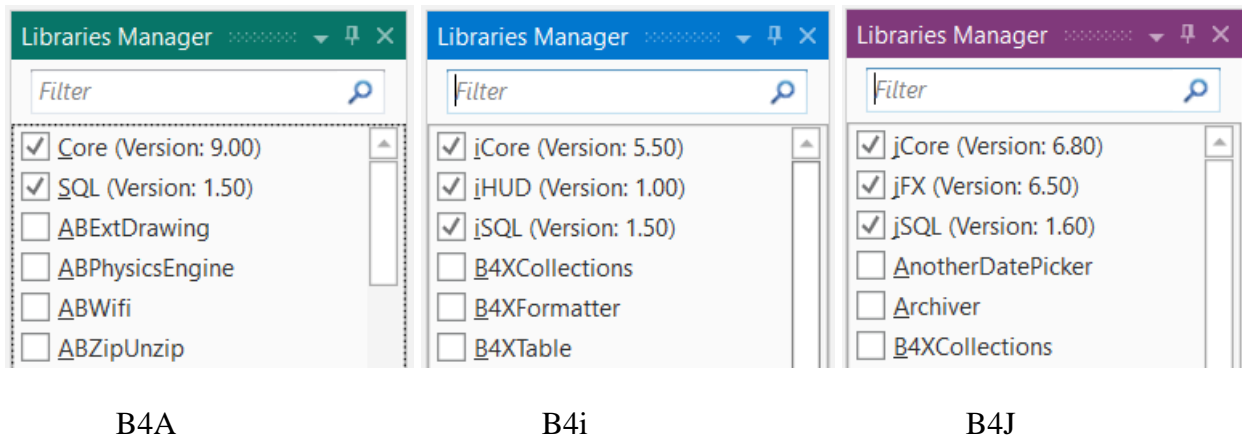 Libraries Manager
Filter
Core (Version: 9.00)
SQL (Version: 1.50)
ABExtDrawing
ABPhysicsEngine
ABWifi
ABZipUnzip
B4A
Libraries Manager
Filter
iCore (Version: 5.50)
iHUD (Version: 1.00)
iSQL (Version: 1.50)
B4XCollections
B4XFormatter
B4XTable
B4i
Libraries Manager
Filter
jCore (Version: 6.80)
jFX (Version: 6.50)
jSQL (Version: 1.60)
AnotherDatePicker
Archiver
B4XCollections
B4J